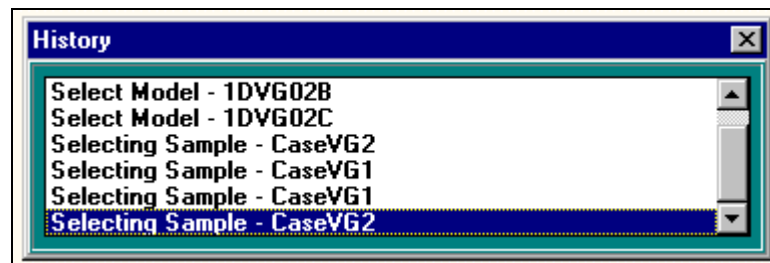 History
Select Model - 1DVG02B
Select Model - 1DVG02C
Selecting Sample - CaseVG2
Selecting Sample - CaseVG1
Selecting Sample - CaseVG1
Selecting Sample - CaseVG2